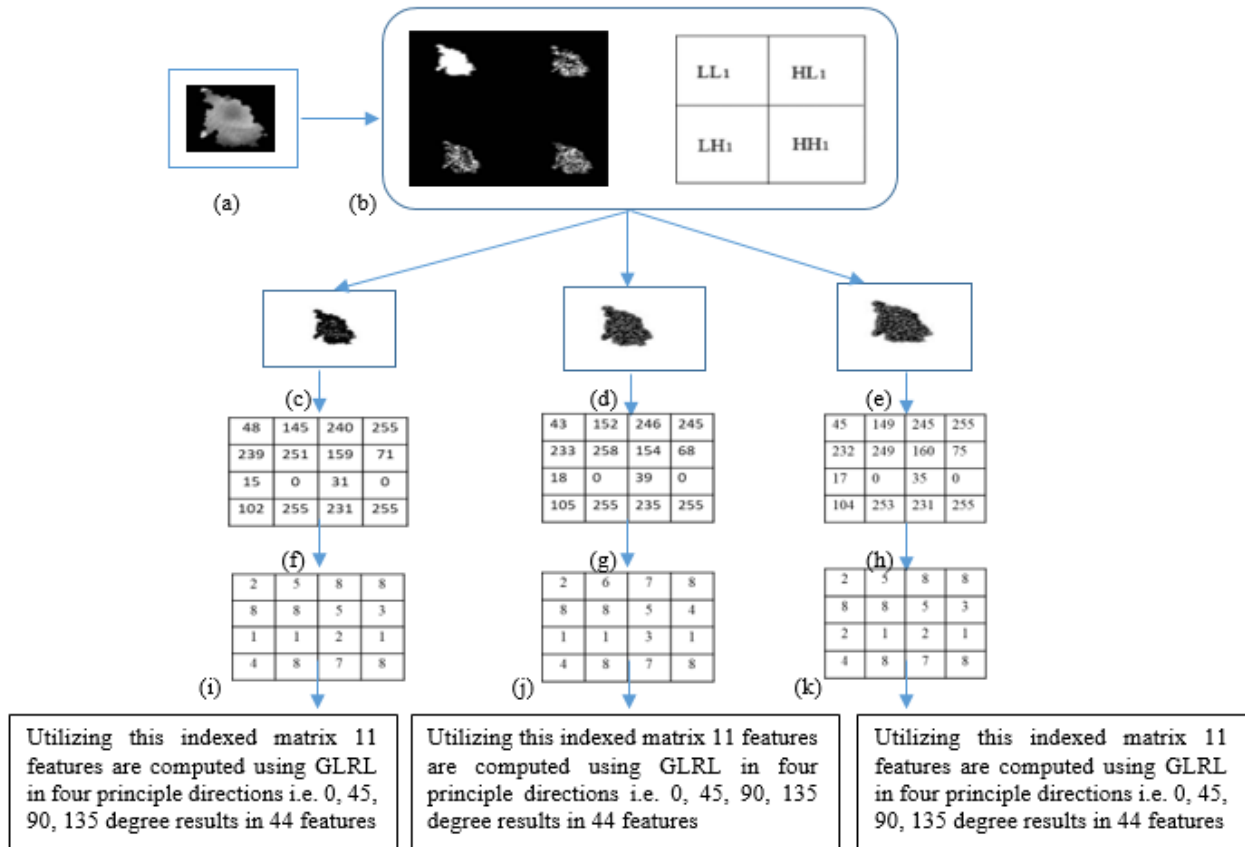 LL1 HL1
LH1 HH1
(a) (b)
(c) (d) (e)
48 145 240 255
239 251 159 71
15 0 31 0
102 255 231 255
43 152 246 245
233 258 154 68
18 0 39 0
105 255 235 255
45 149 245 255
232 249 160 75
17 0 35 0
104 253 231 255
(f) (g) (h)
2 5 8 8
8 8 5 3
1 1 2 1
4 8 7 8
2 6 7 8
8 8 5 4
1 1 3 1
4 8 7 8
2 5 8 8
8 8 5 3
2 1 2 1
4 8 7 8
(i) (j) (k)
Utilizing this indexed matrix 11
features are computed using GLRL
in four principle directions i.e. 0, 45,
90, 135 degree results in 44 features
Utilizing this indexed matrix 11 features
are computed using GLRL in four
principle directions i.e. 0, 45, 90, 135
degree results in 44 features
Utilizing this indexed matrix 11
features are computed using GLRL
in four principle directions i.e. 0, 45,
90, 135 degree results in 44 features